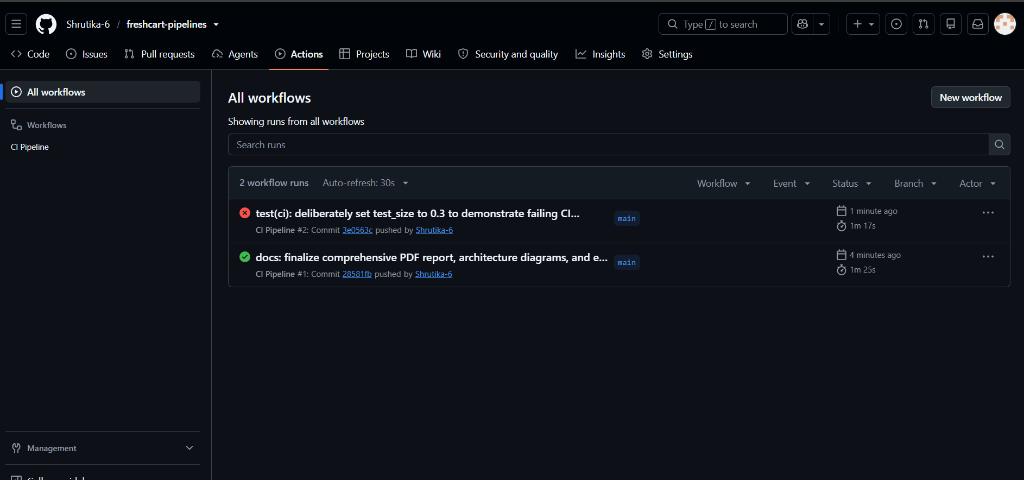 Shrutika-6 / freshcart-pipelines
Type / to search
Code
Issues
Pull requests
Agents
Actions
Projects
Wiki
Security and quality
Insights
Settings
All workflows
Workflows
CI Pipeline
Management
All workflows
New workflow
Showing runs from all workflows
Search runs
2 workflow runs
Auto-refresh: 30s
Workflow
Event
Status
Branch
Actor
test(ci): deliberately set test_size to 0.3 to demonstrate failing CI...
main
1 minute ago
CI Pipeline #2: Commit 3e0563c pushed by Shrutika-6
1m 17s
docs: finalize comprehensive PDF report, architecture diagrams, and e...
main
4 minutes ago
CI Pipeline #1: Commit 28581fb pushed by Shrutika-6
1m 25s